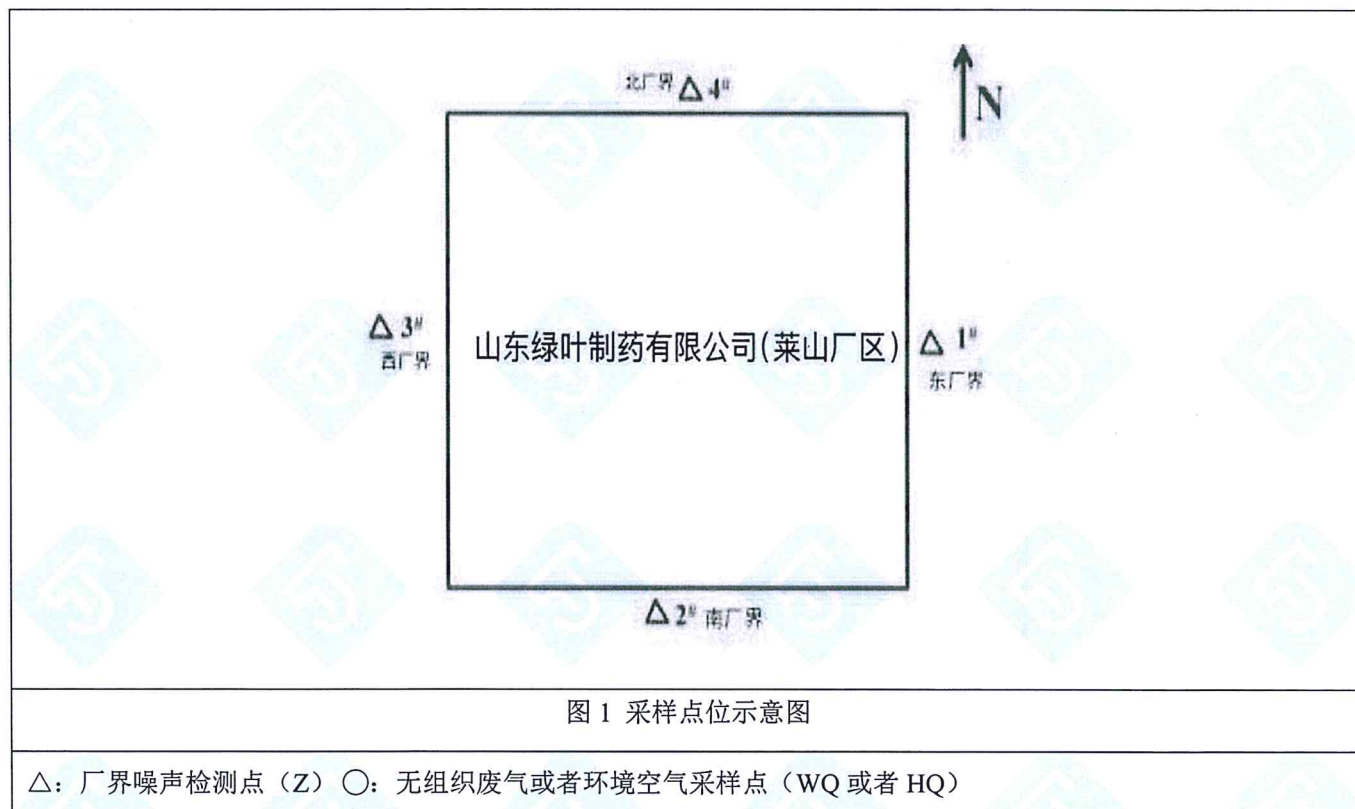 北厂界 △ 4#
N
△ 3#
西厂界
山东绿叶制药有限公司(莱山厂区)
△ 1#
东厂界
△ 2# 南厂界
图 1 采样点位示意图
△：厂界噪声检测点（Z）○：无组织废气或者环境空气采样点（WQ 或者 HQ）